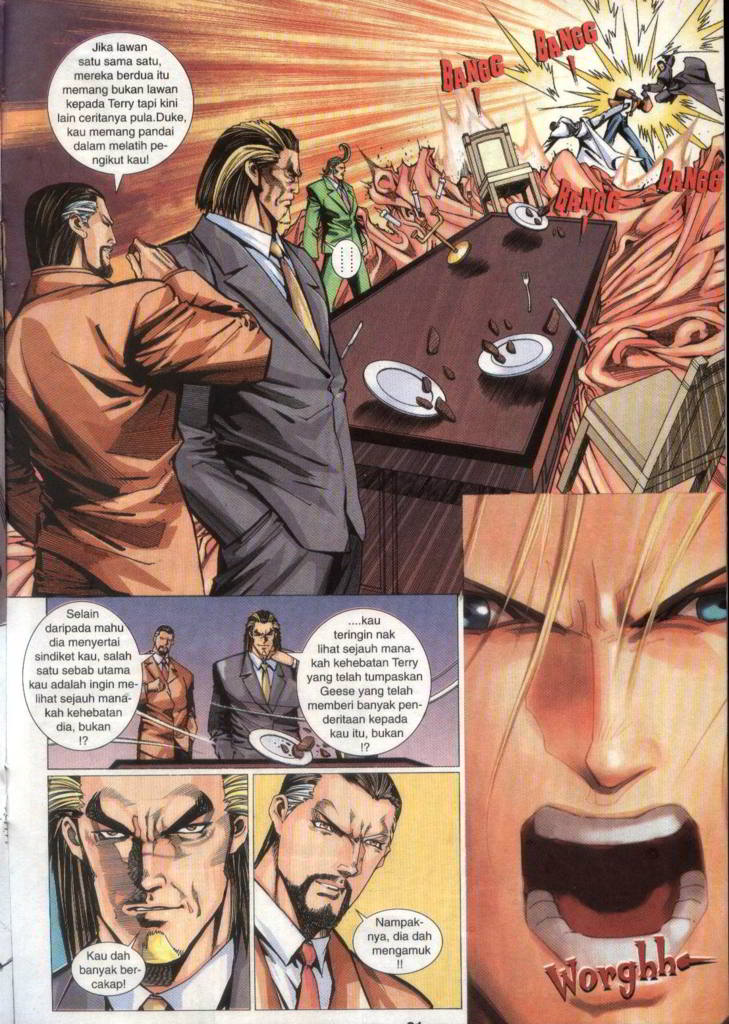 Jika lawan
satu sama satu,
mereka berdua itu
memang bukan lawan
kepada Terry tapi kini
lain ceritanya pula.Duke,
kau memang pandai
dalam melatih pe-
ngikut kau!
BANGG
BANGG
!
!
BANGG
!
BANGG
!
Selain
daripada mahu
menyertai
sindiket kau, salah
satu sebab utama
kau adalah ingin me-
lihat sejauh mana-
kah kehebatan
dia, bukan
!?
....kau
teringin nak
lihat sejauh mana-
kah kehebatan Terry
yang telah tumpaskan
Geese yang telah
memberi banyak pen-
deritaan kepada
kau itu, bukan
!?
Kau dah
banyak ber-
cakap!
Nampak-
nya, dia dah
mengamuk
!!
Worghh